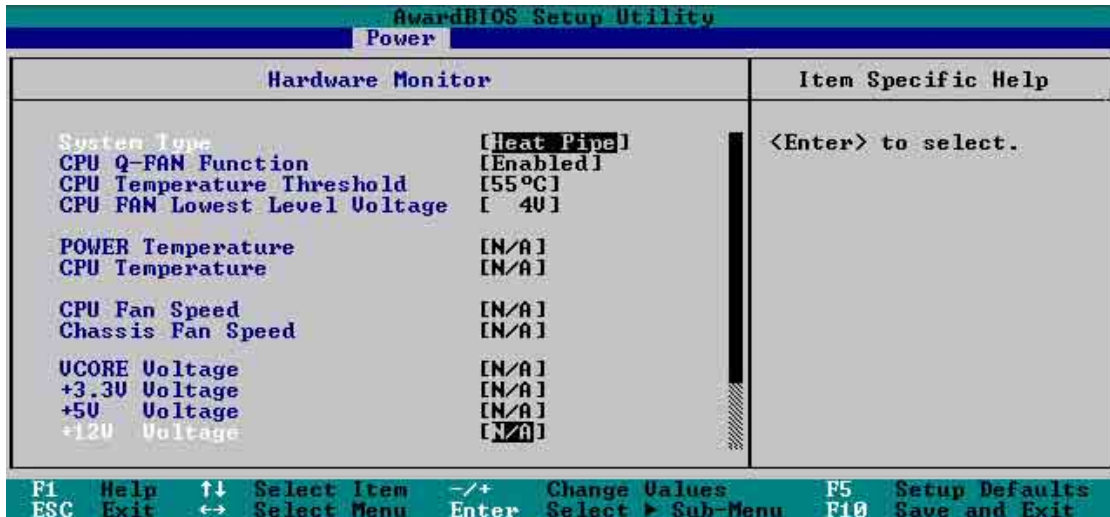 AwardBIOS Setup Utility
Power
Hardware Monitor
Item Specific Help
System Type [Heat Pipe]
CPU Q-FAN Function [Enabled]
CPU Temperature Threshold [55ºC]
CPU FAN Lowest Level Voltage [ 4V]
POWER Temperature [N/A]
CPU Temperature [N/A]
CPU Fan Speed [N/A]
Chassis Fan Speed [N/A]
VCORE Voltage [N/A]
+3.3V Voltage [N/A]
+5V Voltage [N/A]
+12V Voltage [N/A]
<Enter> to select.
F1 Help ↑↓ Select Item -/+ Change Values F5 Setup Defaults
ESC Exit ↔ Select Menu Enter Select ► Sub-Menu F10 Save and Exit